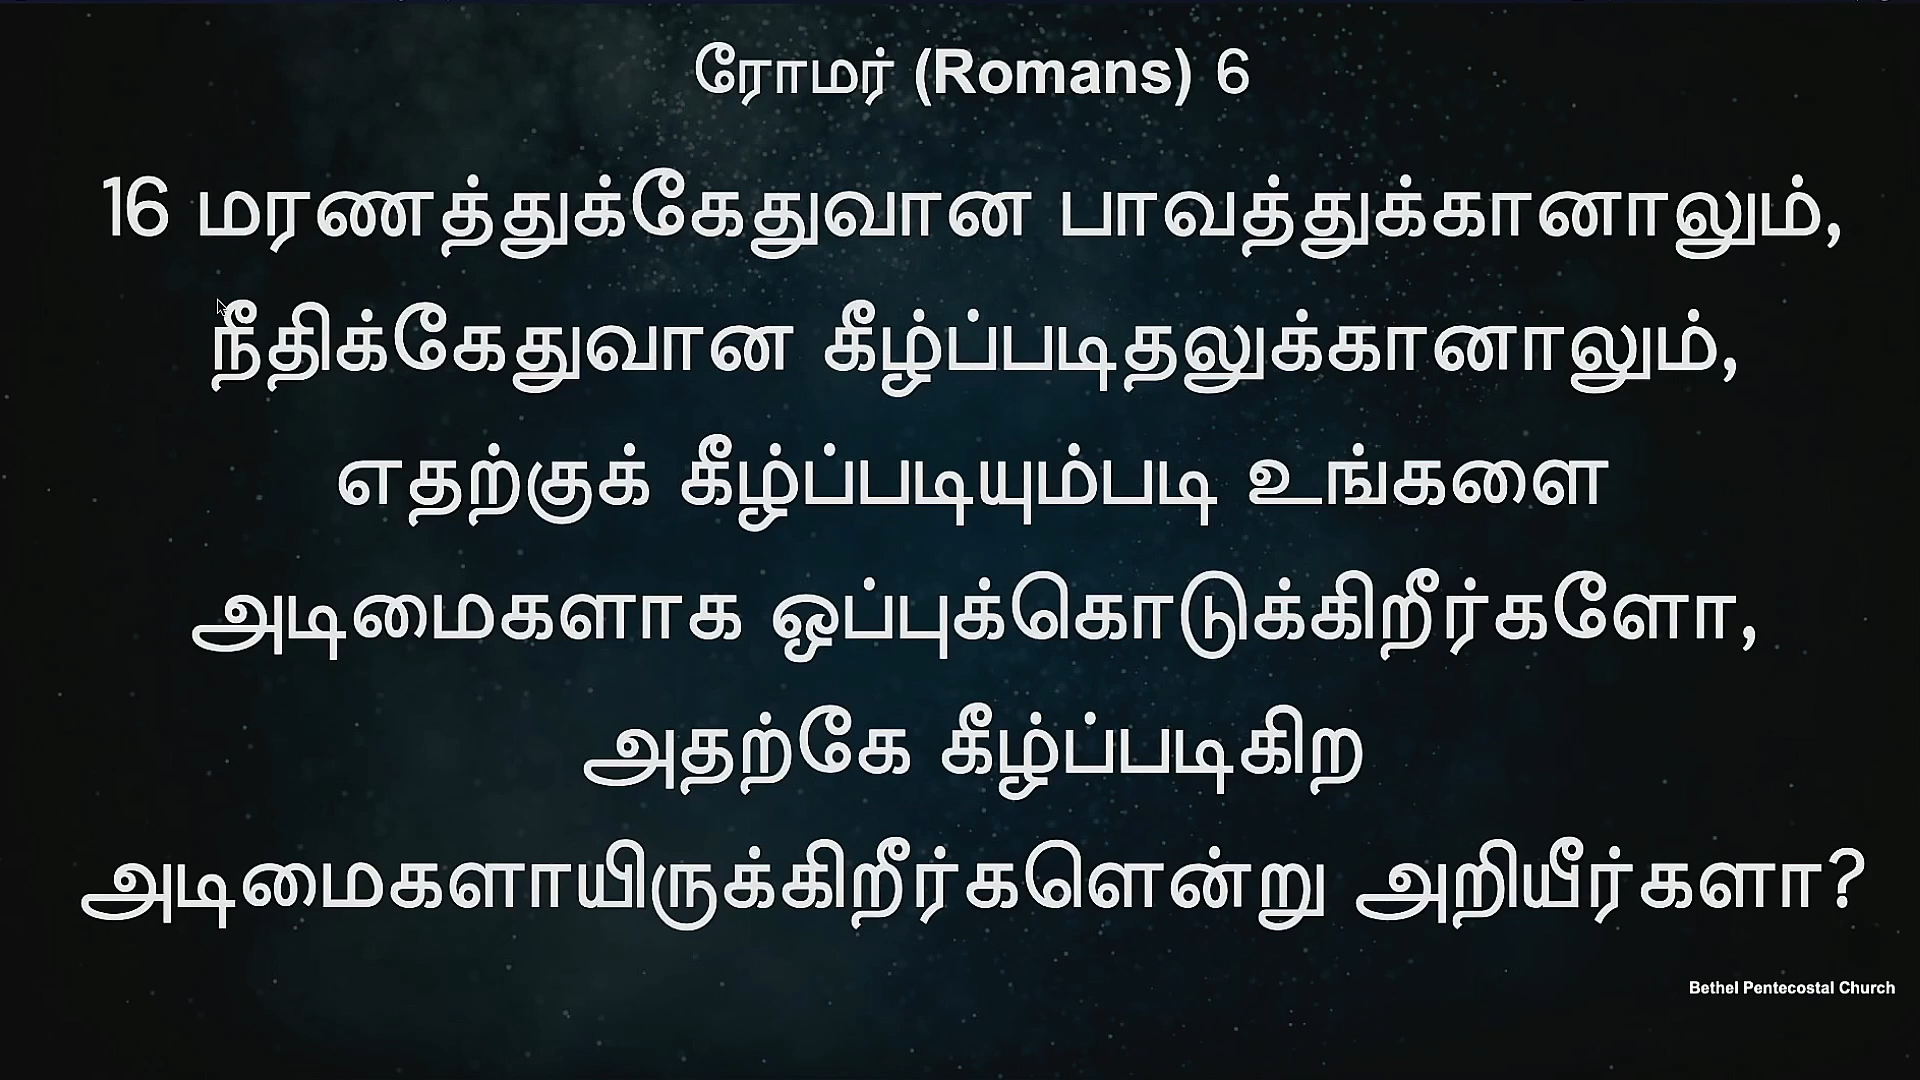 ரோமர் (Romans) 6
16 மரணத்துக்கேதுவான பாவத்துக்கானாலும்,
நீதிக்கேதுவான கீழ்ப்படிதலுக்கானாலும்,
எதற்குக் கீழ்ப்படியும்படி உங்களை
அடிமைகளாக ஒப்புக்கொடுக்கிறீர்களோ,
அதற்கே கீழ்ப்படிகிற
அடிமைகளாயிருக்கிறீர்களென்று அறியீர்களா?
Bethel Pentecostal Church